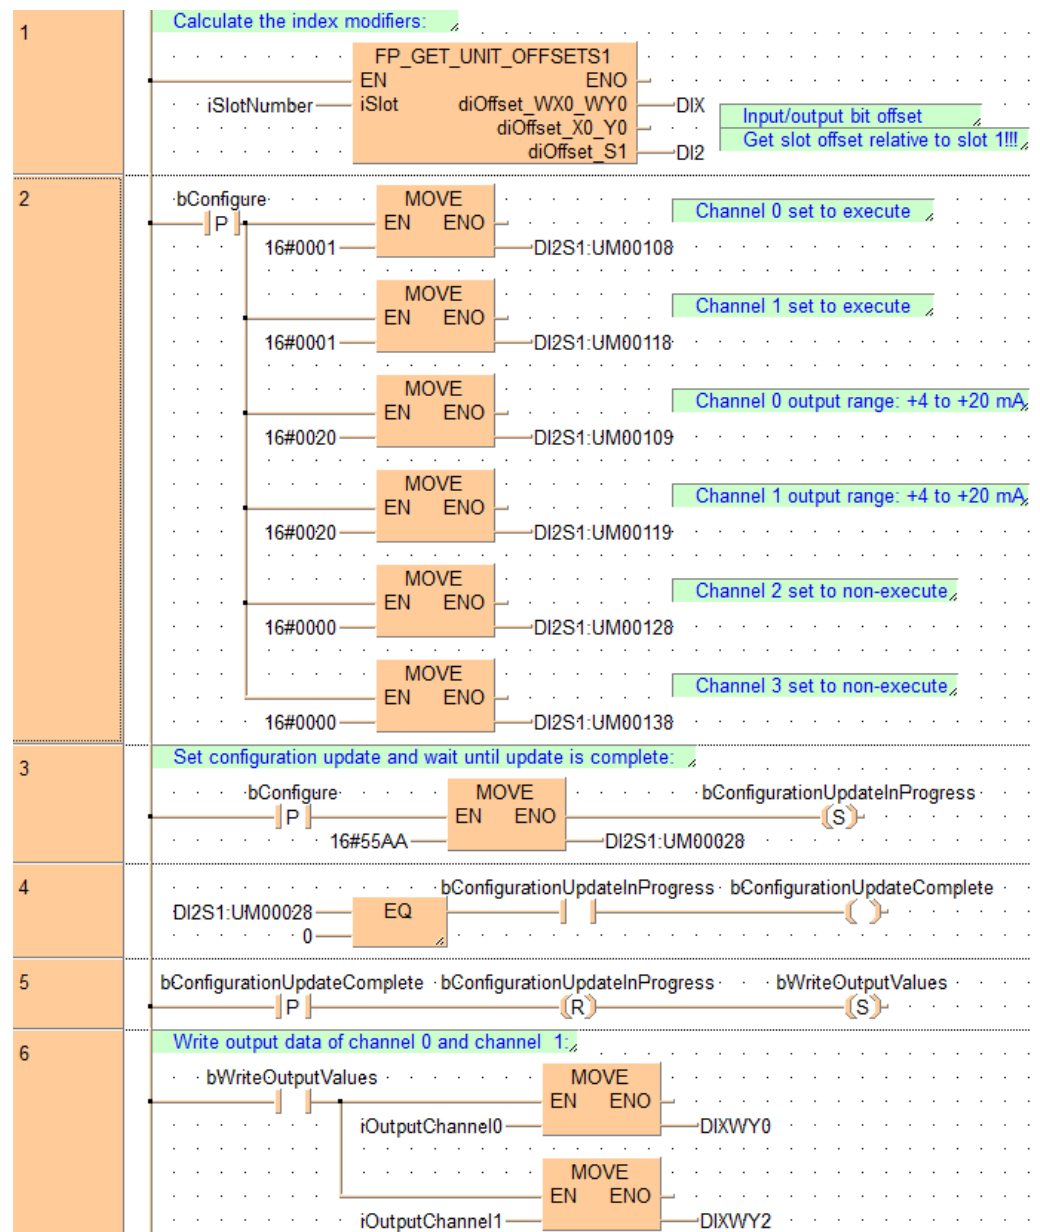 1
Calculate the index modifiers:
FP_GET_UNIT_OFFSETS1
EN ENO
iSlotNumber iSlot diOffset_WX0_WY0 DIX
diOffset_X0_Y0
diOffset_S1 DI2
Input/output bit offset
Get slot offset relative to slot 1!!!
2
bConfigure
P
MOVE
EN ENO
16#0001 DI2S1:UM00108
Channel 0 set to execute
MOVE
EN ENO
16#0001 DI2S1:UM00118
Channel 1 set to execute
MOVE
EN ENO
16#0020 DI2S1:UM00109
Channel 0 output range: +4 to +20 mA
MOVE
EN ENO
16#0020 DI2S1:UM00119
Channel 1 output range: +4 to +20 mA
MOVE
EN ENO
16#0000 DI2S1:UM00128
Channel 2 set to non-execute
MOVE
EN ENO
16#0000 DI2S1:UM00138
Channel 3 set to non-execute
3
Set configuration update and wait until update is complete:
bConfigure MOVE bConfigurationUpdateInProgress
P EN ENO S
16#55AA DI2S1:UM00028
4
bConfigurationUpdateInProgress bConfigurationUpdateComplete
DI2S1:UM00028 EQ
0
5
bConfigurationUpdateComplete bConfigurationUpdateInProgress bWriteOutputValues
P R S
6
Write output data of channel 0 and channel 1:
bWriteOutputValues MOVE
EN ENO
iOutputChannel0 DIXWY0
MOVE
EN ENO
iOutputChannel1 DIXWY2